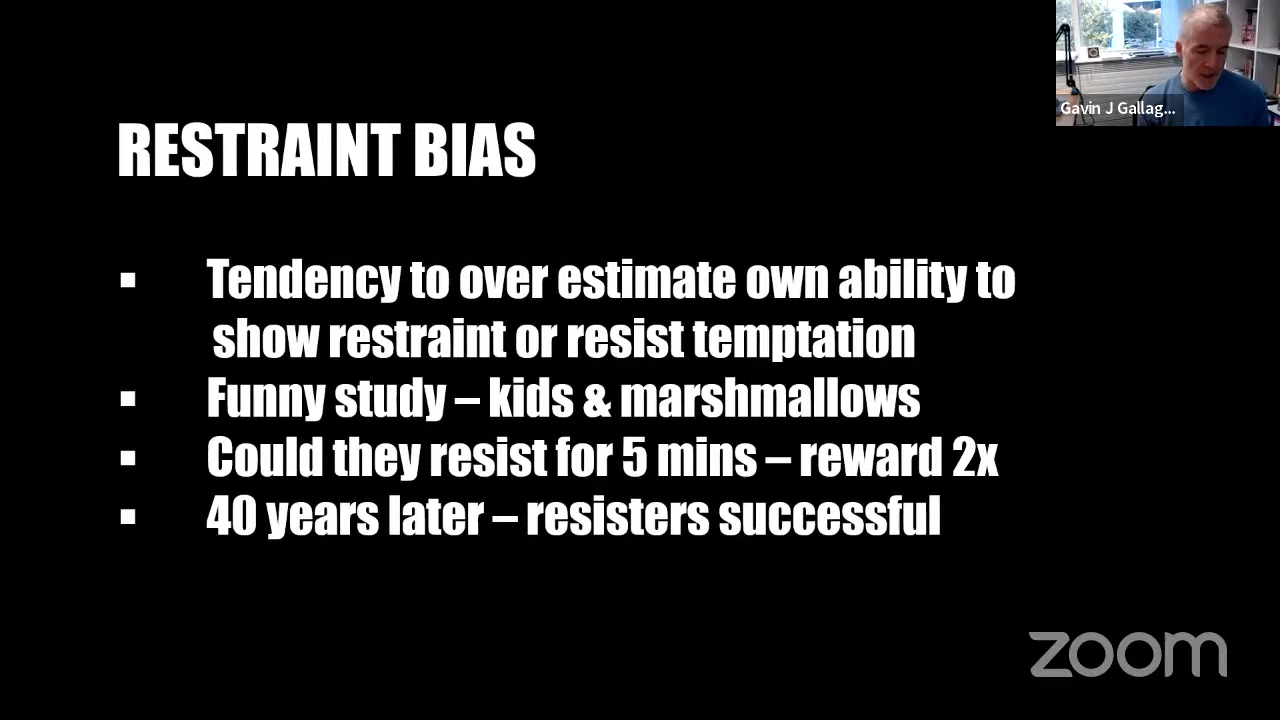 Gavin J Gallag...
RESTRAINT BIAS
▪ Tendency to over estimate own ability to
show restraint or resist temptation
▪ Funny study – kids & marshmallows
▪ Could they resist for 5 mins – reward 2x
▪ 40 years later – resisters successful
zoom